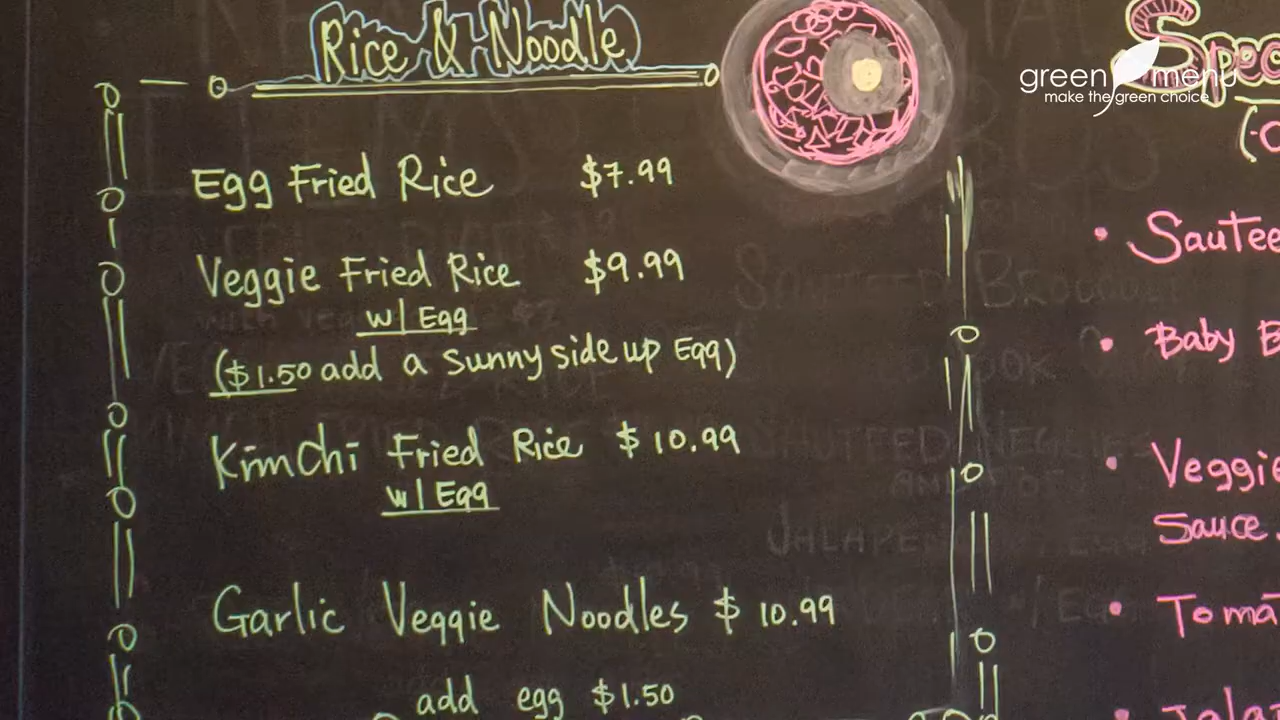 Rice & Noodle
Egg Fried Rice $7.99
Veggie Fried Rice $9.99
w/ Egg
($1.50 add a Sunny side up Egg)
Kimchi Fried Rice $10.99
w/ Egg
Garlic Veggie Noodles $10.99
add egg $1.50
green menu
make the green choice
• Sautee
• Baby
• Veggie
Sauce